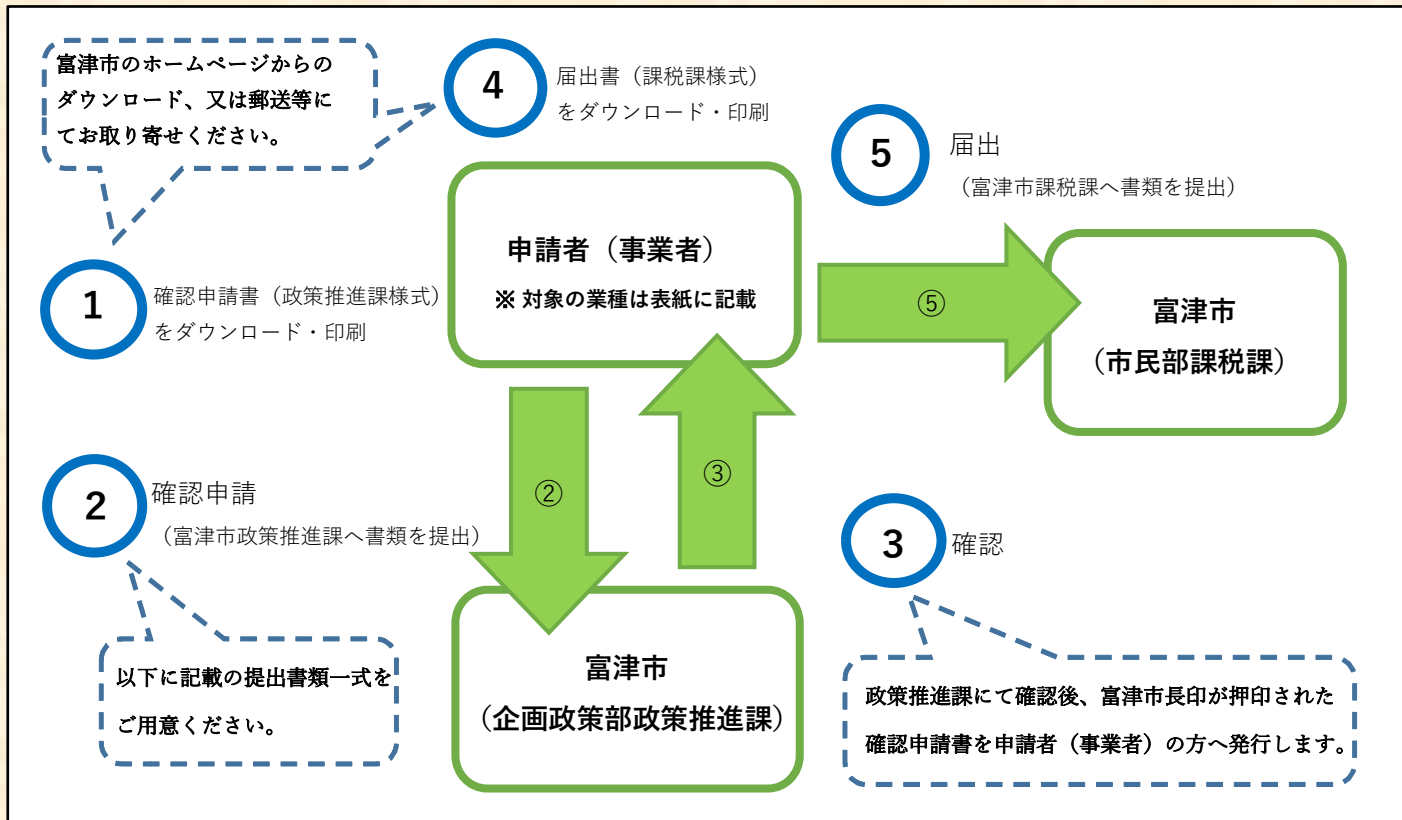 富津市のホームページからの
ダウンロード、又は郵送等に
てお取り寄せください。
4
届出書（課税課様式）
をダウンロード・印刷
5
届出
（富津市課税課へ書類を提出）
1
確認申請書（政策推進課様式）
をダウンロード・印刷
申請者（事業者）
※ 対象の業種は表紙に記載
⑤
富津市
（市民部課税課）
2
確認申請
（富津市政策推進課へ書類を提出）
②
③
3
確認
以下に記載の提出書類一式を
ご用意ください。
富津市
（企画政策部政策推進課）
政策推進課にて確認後、富津市長印が押印された
確認申請書を申請者（事業者）の方へ発行します。